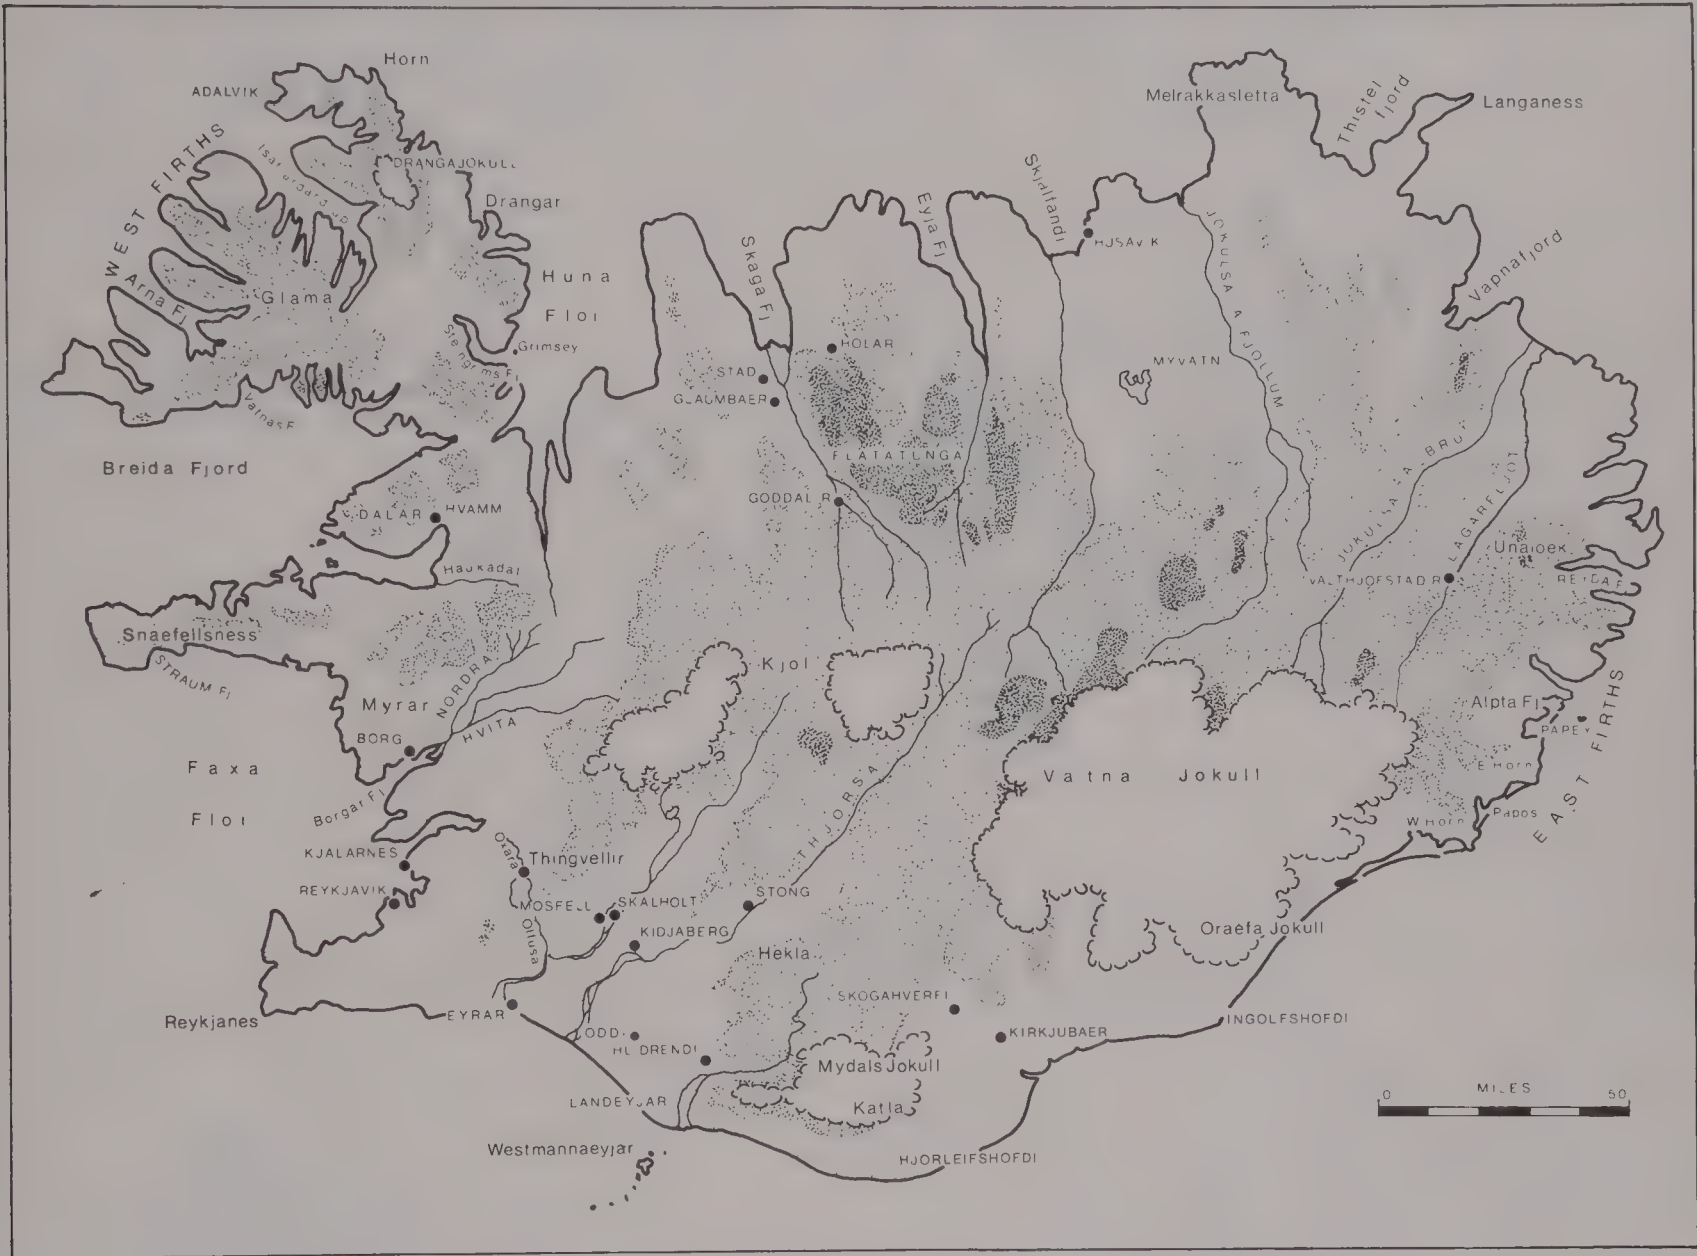 Horn
ADALVIK
WEST FIRTHS
DRANGAJOKULL
Drangar
Arna Fj
Glama
Huna
Floi
Grimsey
Breida Fjord
DALAR
HVAMM
Haukadal
Snaefellsness
STRAUM Fj
Myrar
NORDRA
HVITA
BORG
Faxa
Floi
Borgar Fj
KJALARNES
REYKJAVIK
Oxara
Thingvellir
MOSFELL
SKALHOLT
STONG
KIDJABERG
Olfusa
Reykjanes
EYRAR
Hekla
LANDEYJAR
Westmannaeyjar
Skaga Fj
Eyja Fj
Skjalfandi
HOLAR
STAD
GLAUMBAER
FLATATUNGA
GODDALIR
Kjol
THJORSA
Melrakkasletta
Thistel
fjord
Langaness
HUSAVIK
JOKULSA A FJOLLUM
MYVATN
Vapnafjord
JOKULSA A BRU
LAGARFLJOT
VALTHJOFSTADIR
REYDAFJ
Vatna Jokull
Alpta Fj
PAPEY
E Horn
Papos
W Horn
EAST FIRTHS
Oraefa Jokull
INGOLFSHOFDI
SKOGAHVERFI
KIRKJUBAER
Mydals Jokull
Katla
HJORLEIFSHOFDI
0 MILES 50